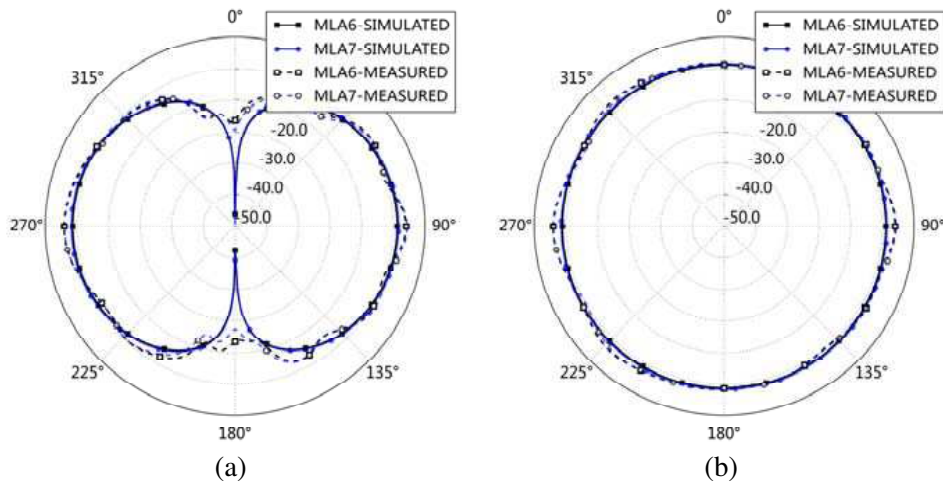 0°
MLA6-SIMULATED
MLA7-SIMULATED
MLA6-MEASURED
MLA7-MEASURED
315°
-20.0
-30.0
-40.0
-50.0
270°
90°
225°
135°
180°
(a)
0°
MLA6-SIMULATED
MLA7-SIMULATED
MLA6-MEASURED
MLA7-MEASURED
315°
-20.0
-30.0
-40.0
-50.0
270°
90°
225°
135°
180°
(b)